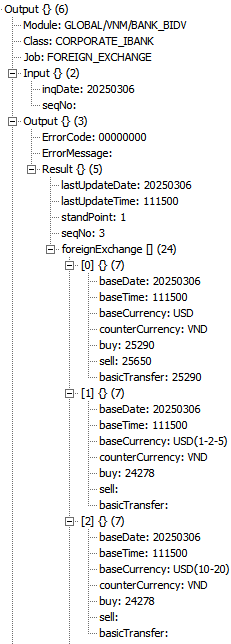 Output {} (6)
Module: GLOBAL/VNM/BANK_BIDV
Class: CORPORATE_IBANK
Job: FOREIGN_EXCHANGE
Input {} (2)
inqDate: 20250306
seqNo:
Output {} (3)
ErrorCode: 00000000
ErrorMessage:
Result {} (5)
lastUpdateDate: 20250306
lastUpdateTime: 111500
standPoint: 1
seqNo: 3
foreignExchange [] (24)
[0] {} (7)
baseDate: 20250306
baseTime: 111500
baseCurrency: USD
counterCurrency: VND
buy: 25290
sell: 25650
basicTransfer: 25290
[1] {} (7)
baseDate: 20250306
baseTime: 111500
baseCurrency: USD(1-2-5)
counterCurrency: VND
buy: 24278
sell:
basicTransfer:
[2] {} (7)
baseDate: 20250306
baseTime: 111500
baseCurrency: USD(10-20)
counterCurrency: VND
buy: 24278
sell:
basicTransfer: